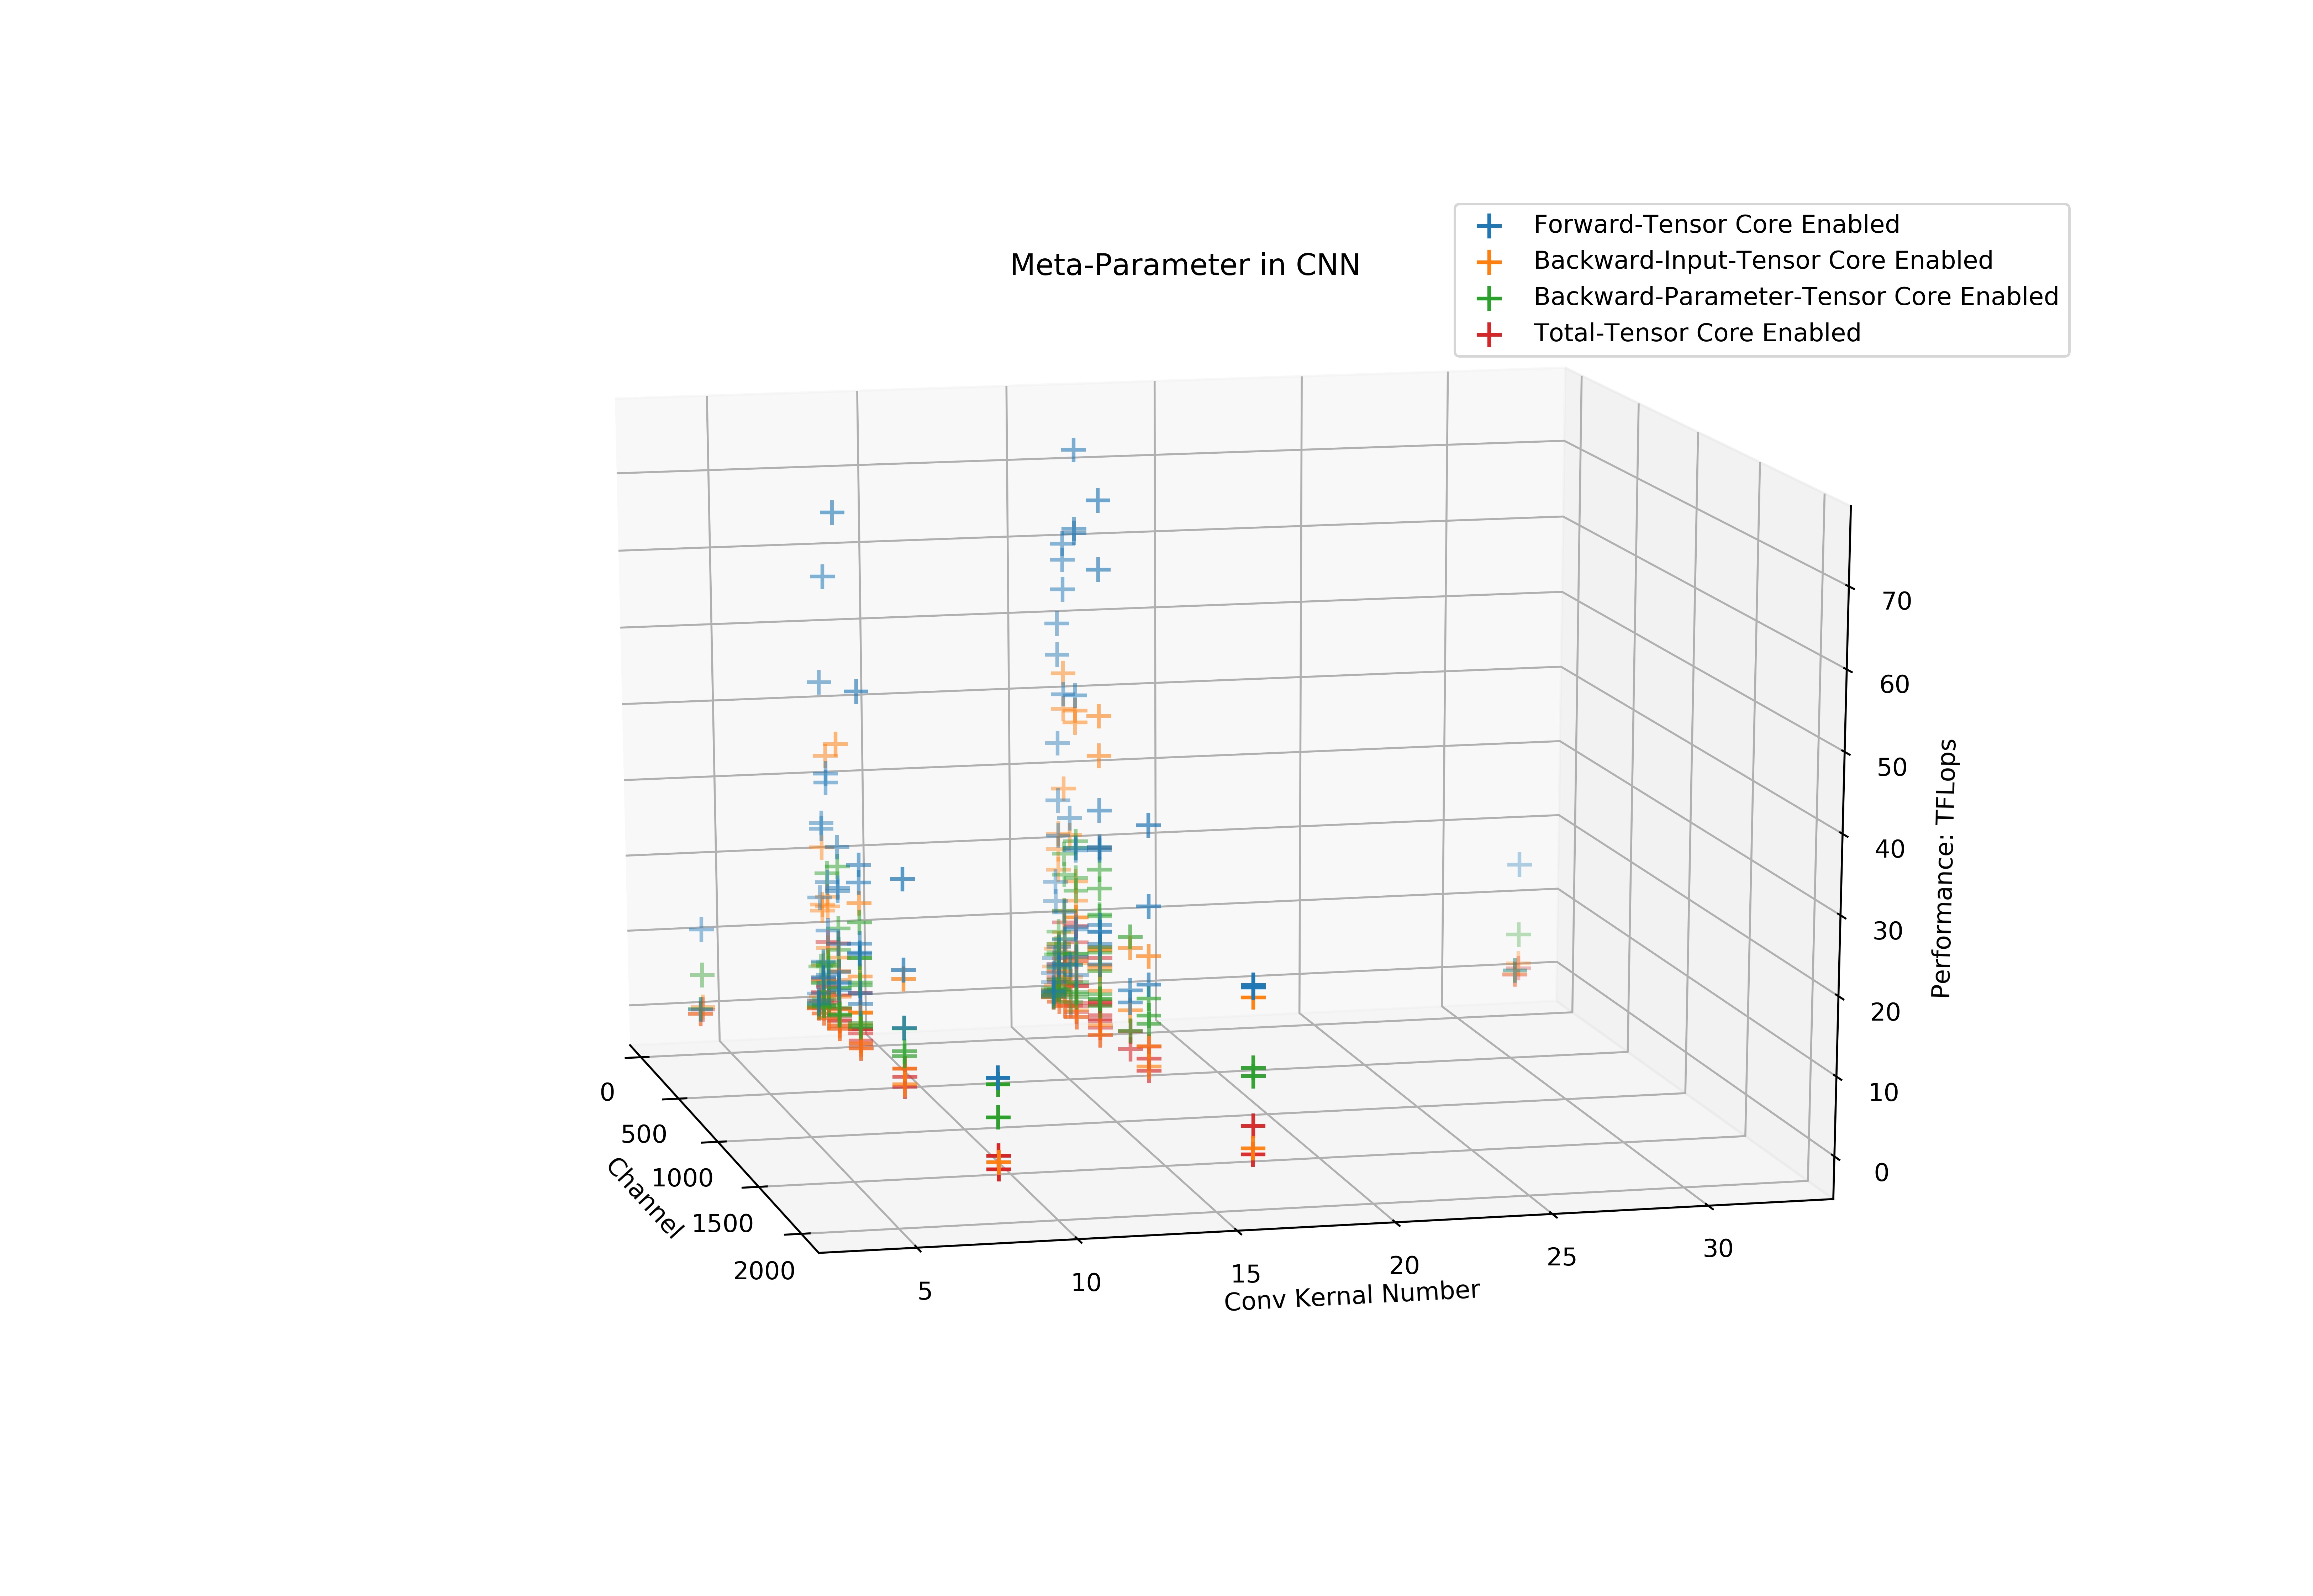 Meta-Parameter in CNN
Forward-Tensor Core Enabled
Backward-Input-Tensor Core Enabled
Backward-Parameter-Tensor Core Enabled
Total-Tensor Core Enabled
0
500
1000
1500
2000
Channel
5
10
15
20
25
30
Conv Kernal Number
70
60
50
40
30
20
10
0
Performance: TFLops